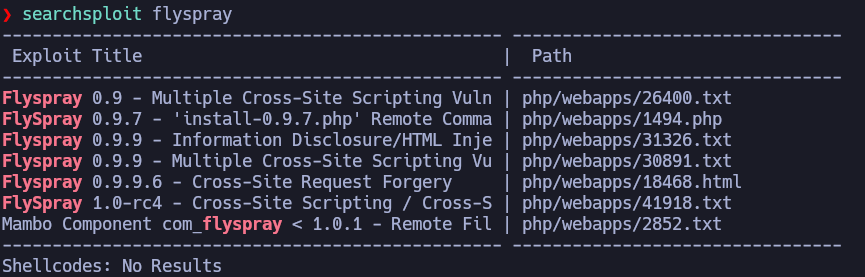 ❯ searchsploit flyspray
--------------------------------------------------- ---------------------------------
 Exploit Title                                     |  Path
--------------------------------------------------- ---------------------------------
Flyspray 0.9 - Multiple Cross-Site Scripting Vuln | php/webapps/26400.txt
FlySpray 0.9.7 - 'install-0.9.7.php' Remote Comma | php/webapps/1494.php
Flyspray 0.9.9 - Information Disclosure/HTML Inje | php/webapps/31326.txt
Flyspray 0.9.9 - Multiple Cross-Site Scripting Vu | php/webapps/30891.txt
Flyspray 0.9.9.6 - Cross-Site Request Forgery     | php/webapps/18468.html
FlySpray 1.0-rc4 - Cross-Site Scripting / Cross-S | php/webapps/41918.txt
Mambo Component com_flyspray < 1.0.1 - Remote Fil | php/webapps/2852.txt
--------------------------------------------------- ---------------------------------
Shellcodes: No Results